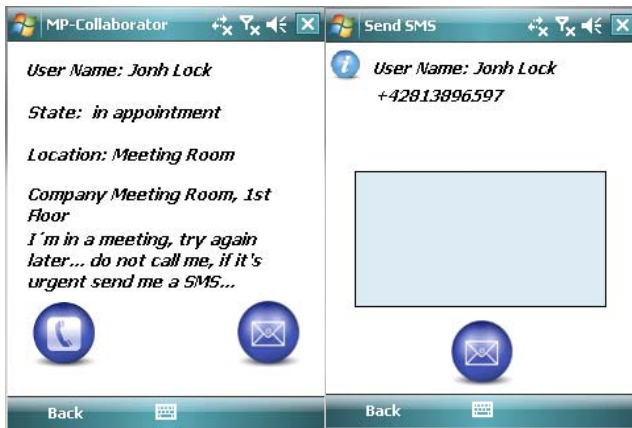 MP-Collaborator
User Name: Jonh Lock
State: in appointment
Location: Meeting Room
Company Meeting Room, 1st
Floor
I´m in a meeting, try again
later... do not call me, if it's
urgent send me a SMS...
Back
Send SMS
User Name: Jonh Lock
+42813896597
Back